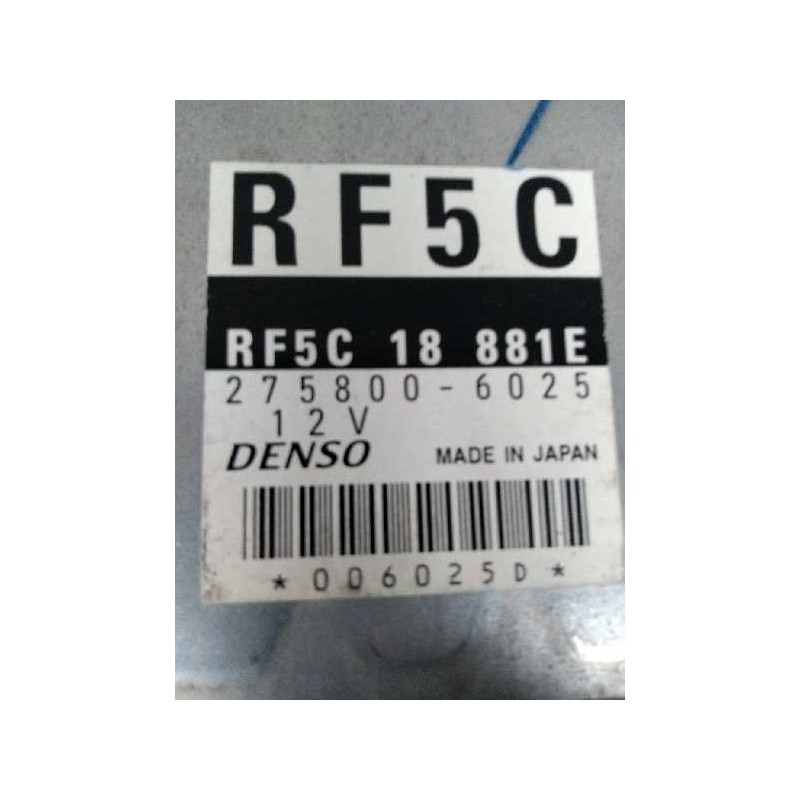 RF5C
RF5C 18 881E
275800-6025
12V
DENSO MADE IN JAPAN
*006025D*